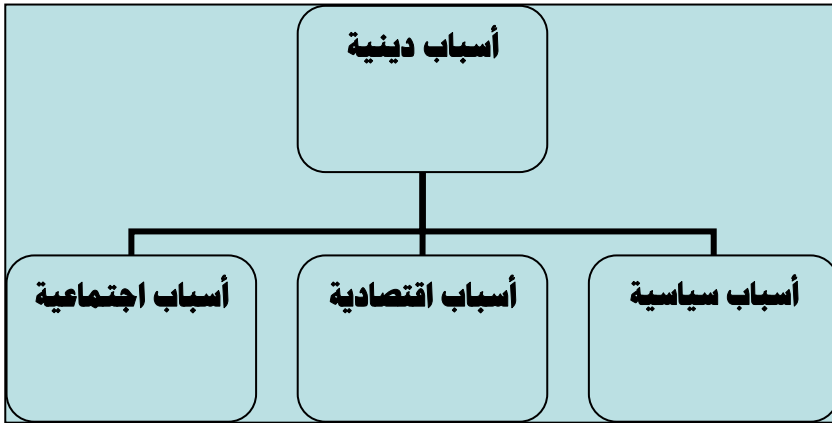 أسباب دينية
أسباب سياسية
أسباب اقتصادية
أسباب اجتماعية